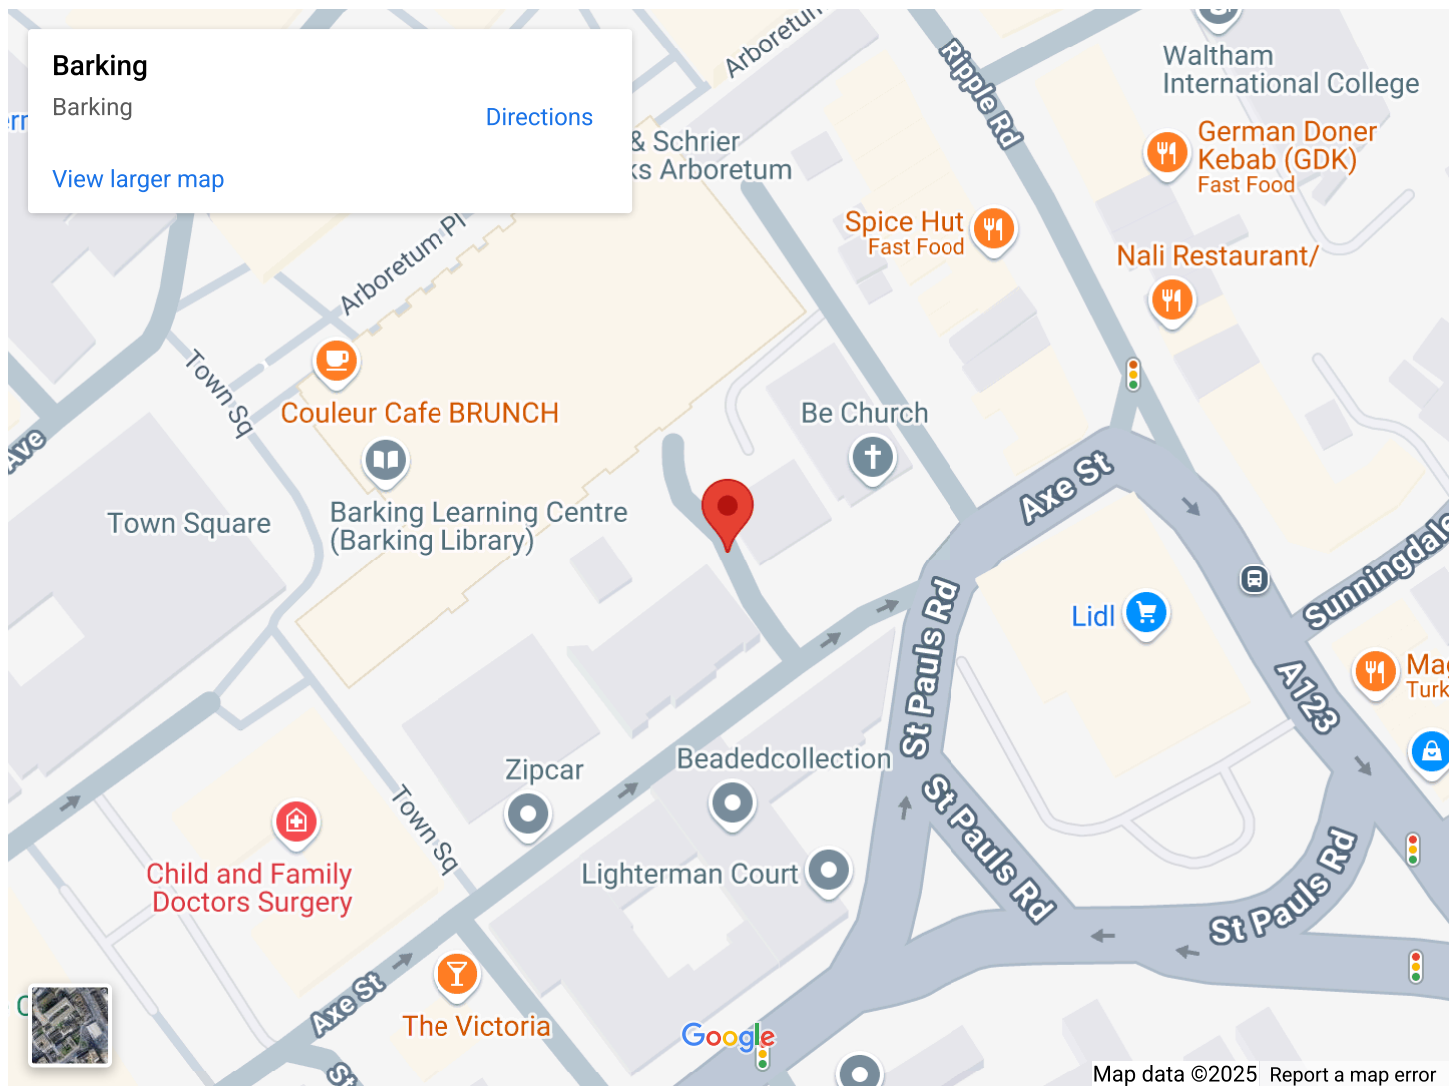 Barking
Barking
Directions
View larger map
Arboretum
Ripple Rd
Waltham
International College
German Doner
Kebab (GDK)
Fast Food
& Schrier
ks Arboretum
Spice Hut
Fast Food
Nali Restaurant/
Arboretum Pl
Town Sq
Couleur Cafe BRUNCH
Be Church
Ave
Axe St
Barking Learning Centre
(Barking Library)
Town Square
Sunningdale
St Pauls Rd
Lidl
A123
Mag
Turk
Zipcar
Beadedcollection
Town Sq
St Pauls Rd
Lighterman Court
Child and Family
Doctors Surgery
St Pauls Rd
Axe St
The Victoria
Google
St
Map data ©2025
Report a map error